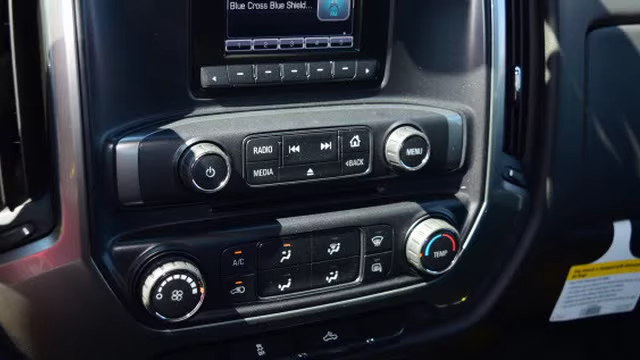 Blue Cross Blue Shield...
RADIO
MEDIA
BACK
MENU
A/C
TEMP